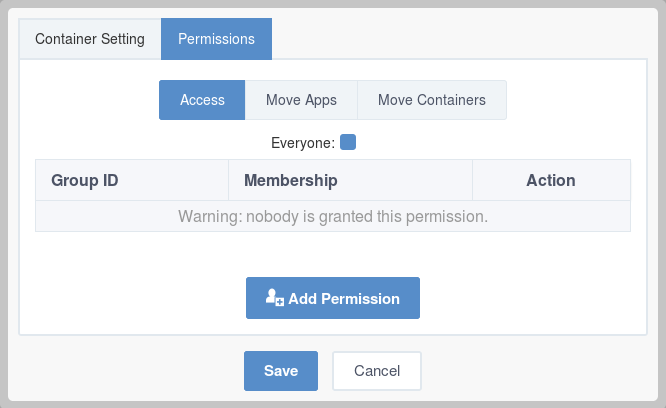 Container Setting Permissions
Access Move Apps Move Containers
Everyone:
Group ID Membership Action
Warning: nobody is granted this permission.
Add Permission
Save Cancel